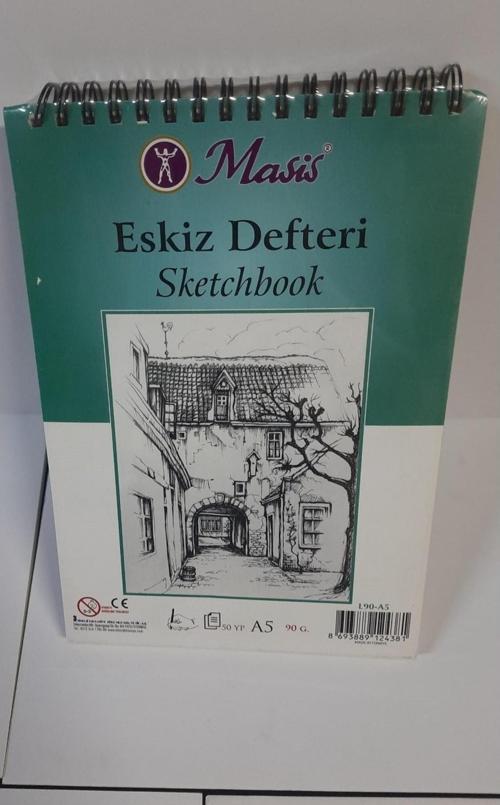 Masis
Eskiz Defteri
Sketchbook
CE
50 YP A5 90 G.
L90-A5
8 693889 124381